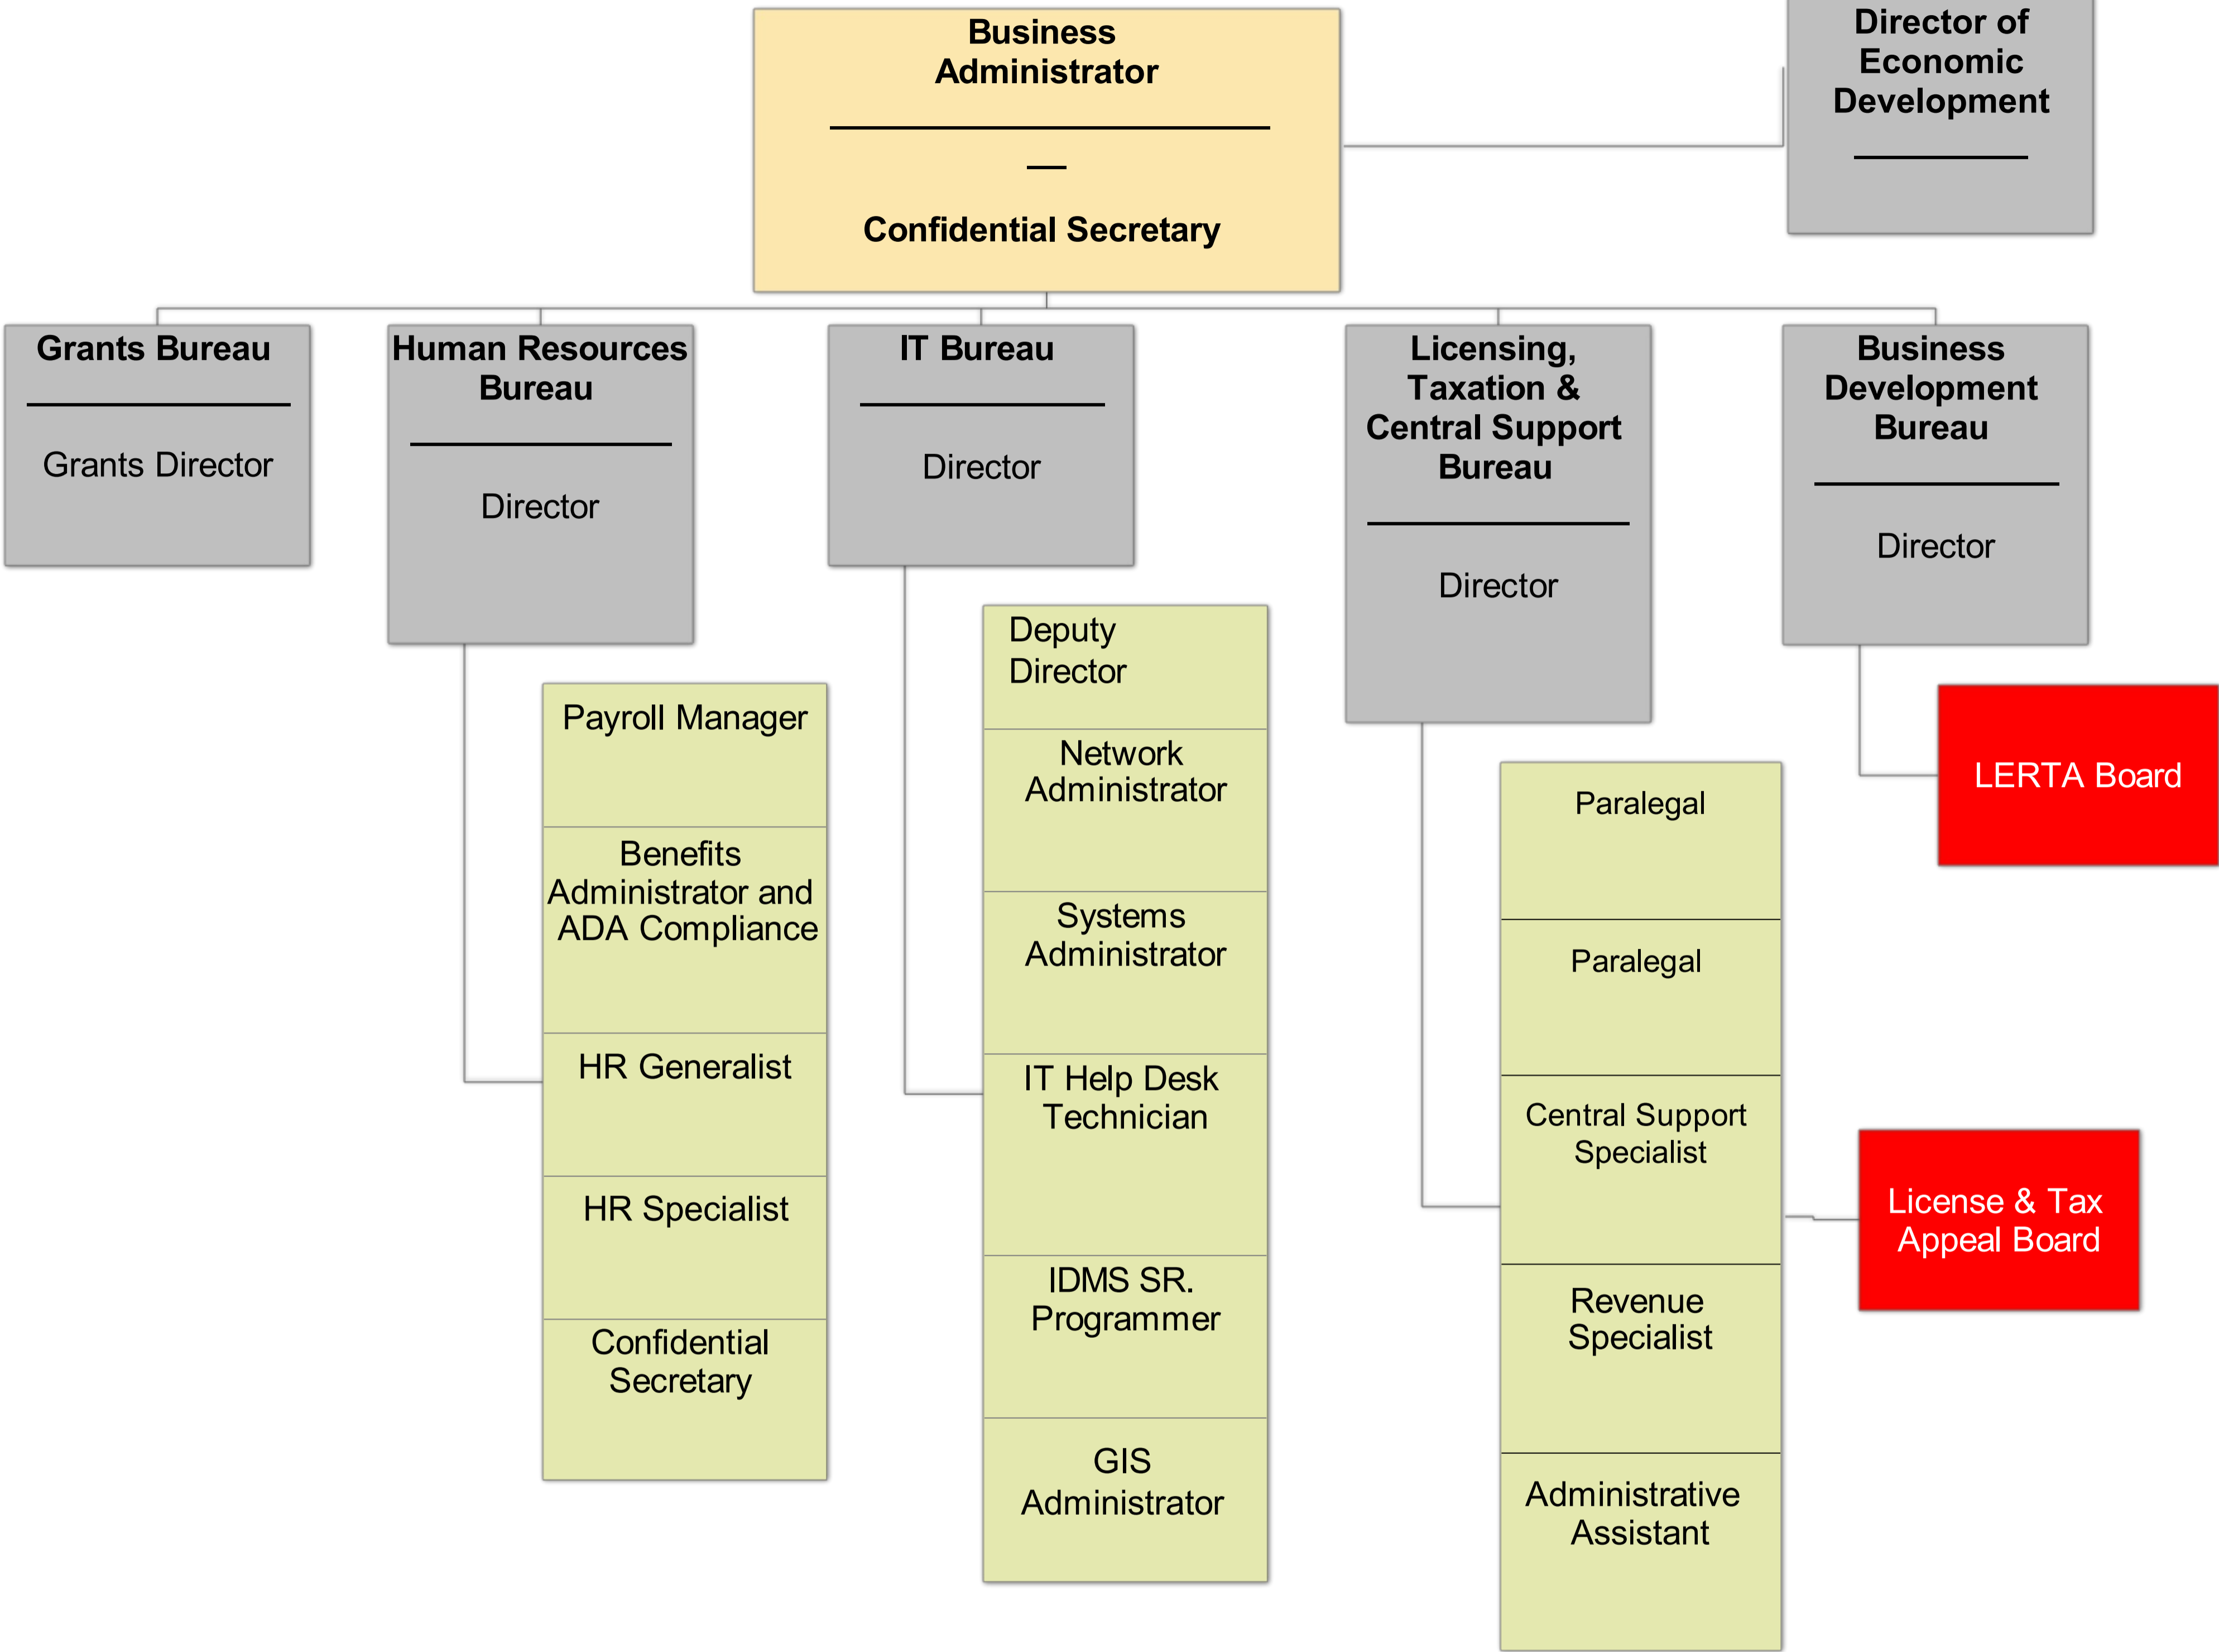 Business
Administrator
Confidential Secretary
Director of
Economic
Development
Grants Bureau
Grants Director
Human Resources
Bureau
Director
IT Bureau
Director
Licensing,
Taxation &
Central Support
Bureau
Director
Business
Development
Bureau
Director
Payroll Manager
Benefits
Administrator and
ADA Compliance
HR Generalist
HR Specialist
Confidential
Secretary
Deputy
Director
Network
Administrator
Systems
Administrator
IT Help Desk
Technician
IDMS SR.
Programmer
GIS
Administrator
Paralegal
Paralegal
Central Support
Specialist
Revenue
Specialist
Administrative
Assistant
LERTA Board
License & Tax
Appeal Board